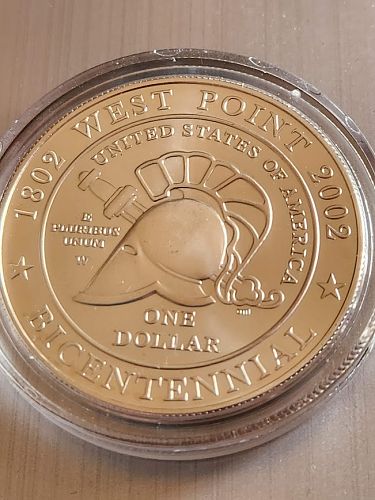 1802 WEST POINT 2002
UNITED STATES OF AMERICA
E
PLURIBUS
UNUM
W
ONE
DOLLAR
BICENTENNIAL